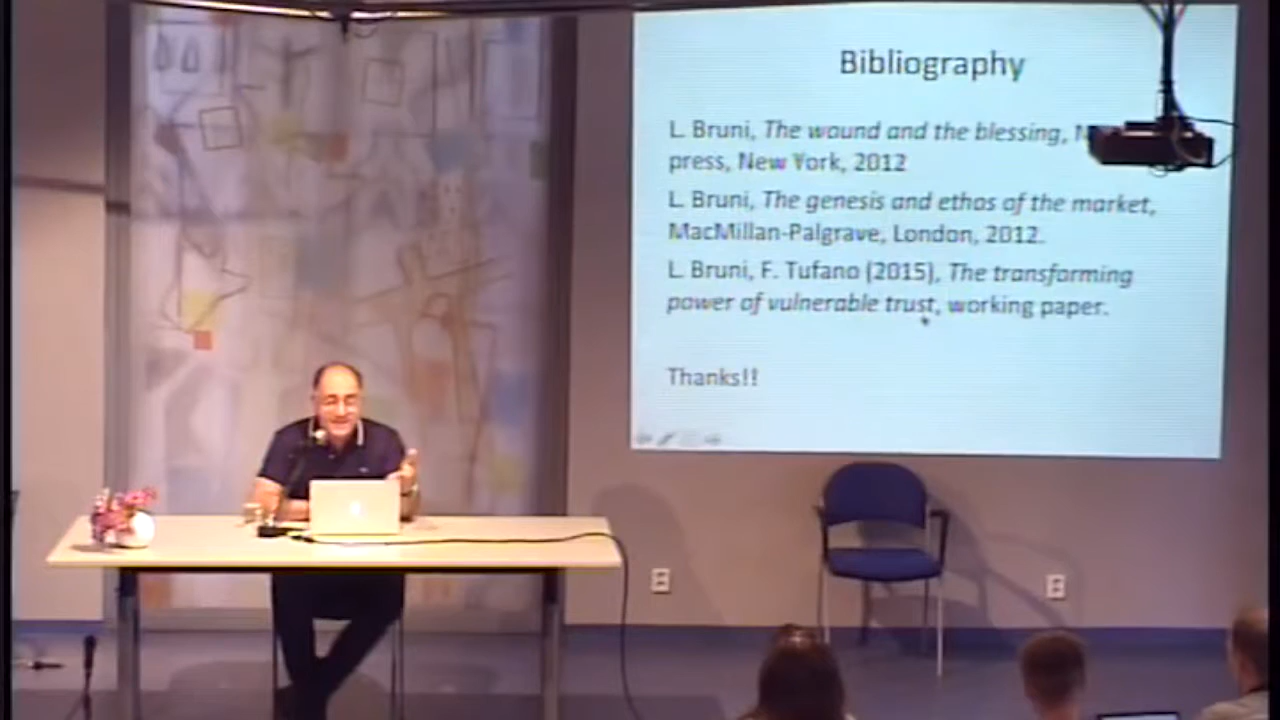 Bibliography
L. Bruni, The wound and the blessing, N
press, New York, 2012
L. Bruni, The genesis and ethos of the market,
MacMillan-Palgrave, London, 2012.
L. Bruni, F. Tufano (2015), The transforming
power of vulnerable trust, working paper.
Thanks!!